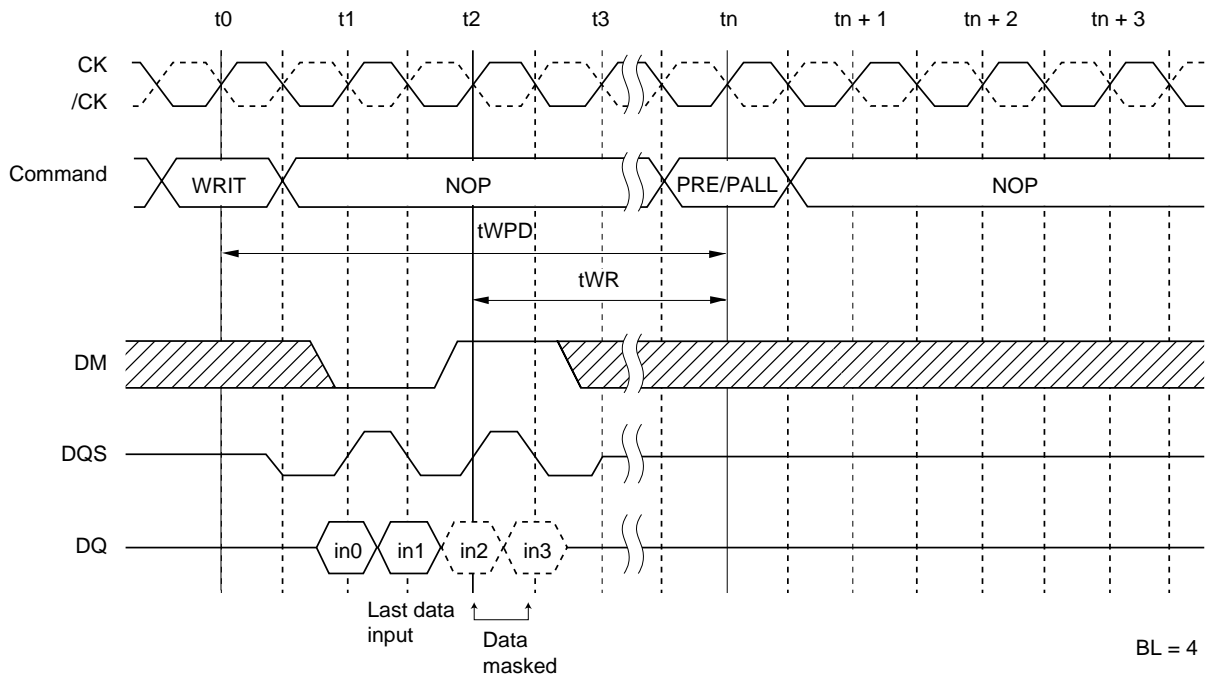 t0 t1 t2 t3 tn tn + 1 tn + 2 tn + 3
CK
/CK
Command WRIT NOP PRE/PALL NOP
tWPD
tWR
DM
DQS
DQ in0 in1 in2 in3
Last data
input
Data
masked
BL = 4